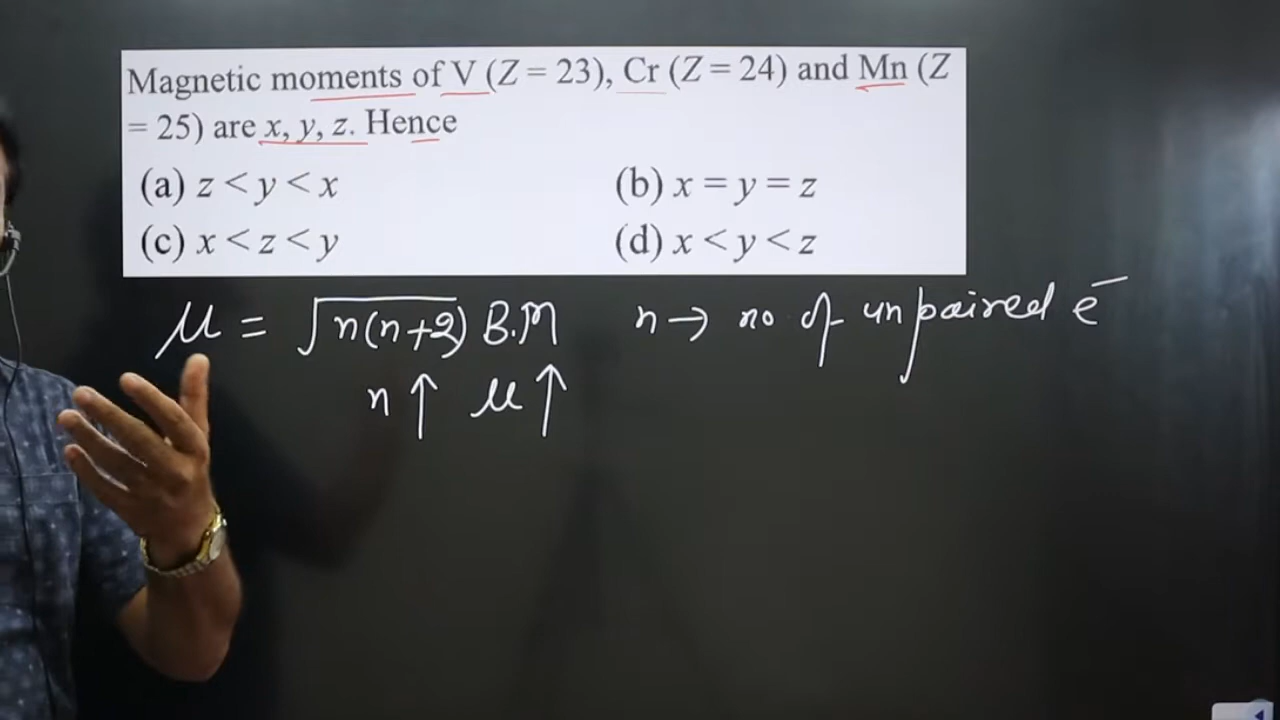 Magnetic moments of V (Z = 23), Cr (Z = 24) and Mn (Z
= 25) are x, y, z. Hence
(a) z < y < x (b) x = y = z
(c) x < z < y (d) x < y < z
μ = √n(n+2) B.M n → no of unpaired e⁻
n ↑ μ ↑